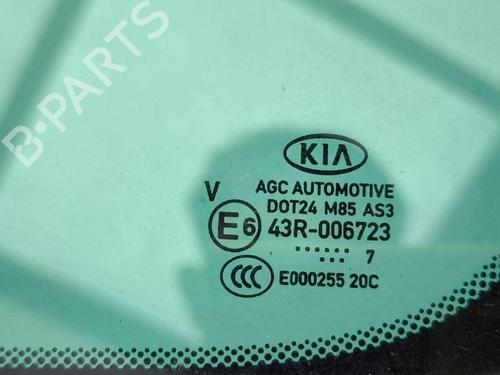 B-PARTS
KIA
V AGC AUTOMOTIVE
DOT24 M85 AS3
E6 43R-006723
...... ... 7
CCC E000255 20C